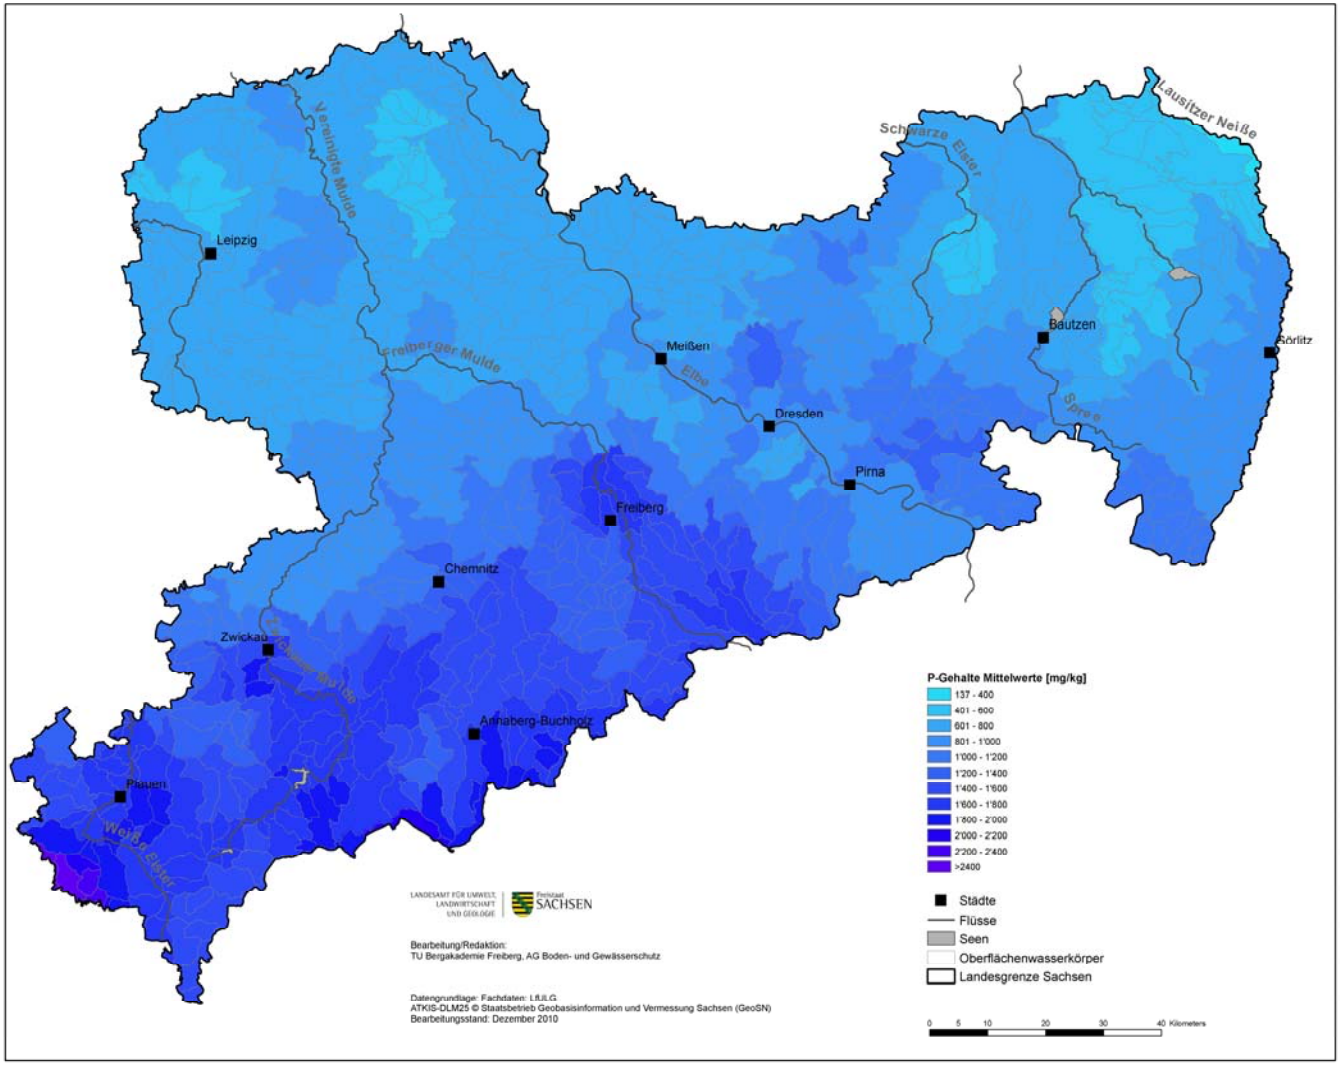 Lausitzer Neiße
Schwarze Elster
Vereinigte Mulde
Leipzig
Bautzen
Görlitz
Meißen
Freiberger Mulde
Elbe
Spree
Dresden
Pirna
Freiberg
Chemnitz
Zwickau
Zwickauer Mulde
Annaberg-Buchholz
Plauen
Weiße Elster
P-Gehalte Mittelwerte [mg/kg]
137 - 400
401 - 600
601 - 800
801 - 1'000
1'000 - 1'200
1'200 - 1'400
1'400 - 1'600
1'600 - 1'800
1'800 - 2'000
2'000 - 2'200
2'200 - 2'400
>2400
Städte
Flüsse
Seen
Oberflächenwasserkörper
Landesgrenze Sachsen
0 5 10 20 30 40 Kilometers
LANDESAMT FÜR UMWELT,
LANDWIRTSCHAFT
UND GEOLOGIE
Freistaat
SACHSEN
Bearbeitung/Redaktion:
TU Bergakademie Freiberg, AG Boden- und Gewässerschutz
Datengrundlage: Fachdaten: LfULG
ATKIS-DLM25 © Staatsbetrieb Geobasisinformation und Vermessung Sachsen (GeoSN)
Bearbeitungsstand: Dezember 2010